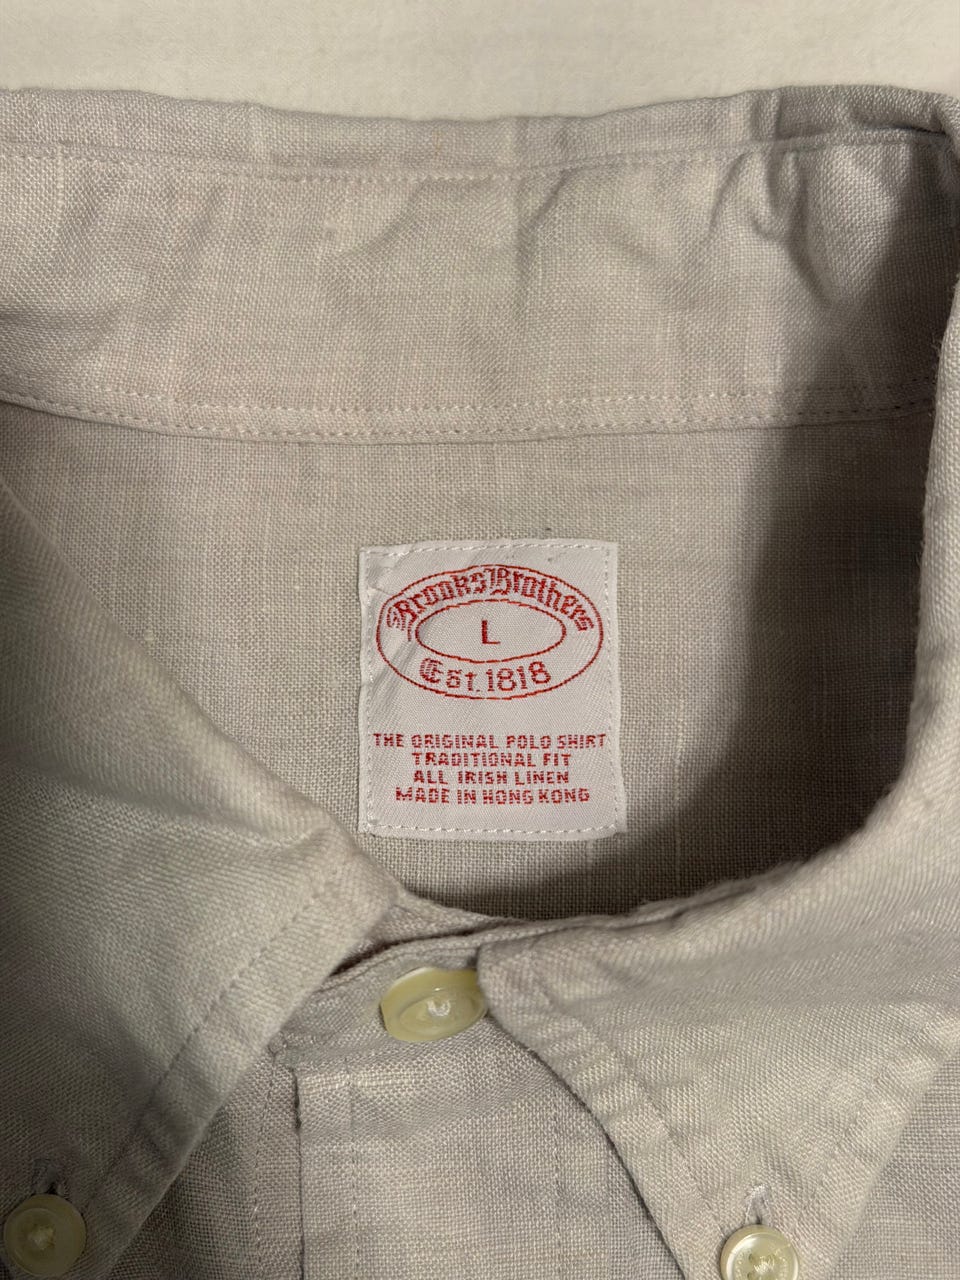 Brooks Brothers
L
Est. 1818
THE ORIGINAL POLO SHIRT
TRADITIONAL FIT
ALL IRISH LINEN
MADE IN HONG KONG